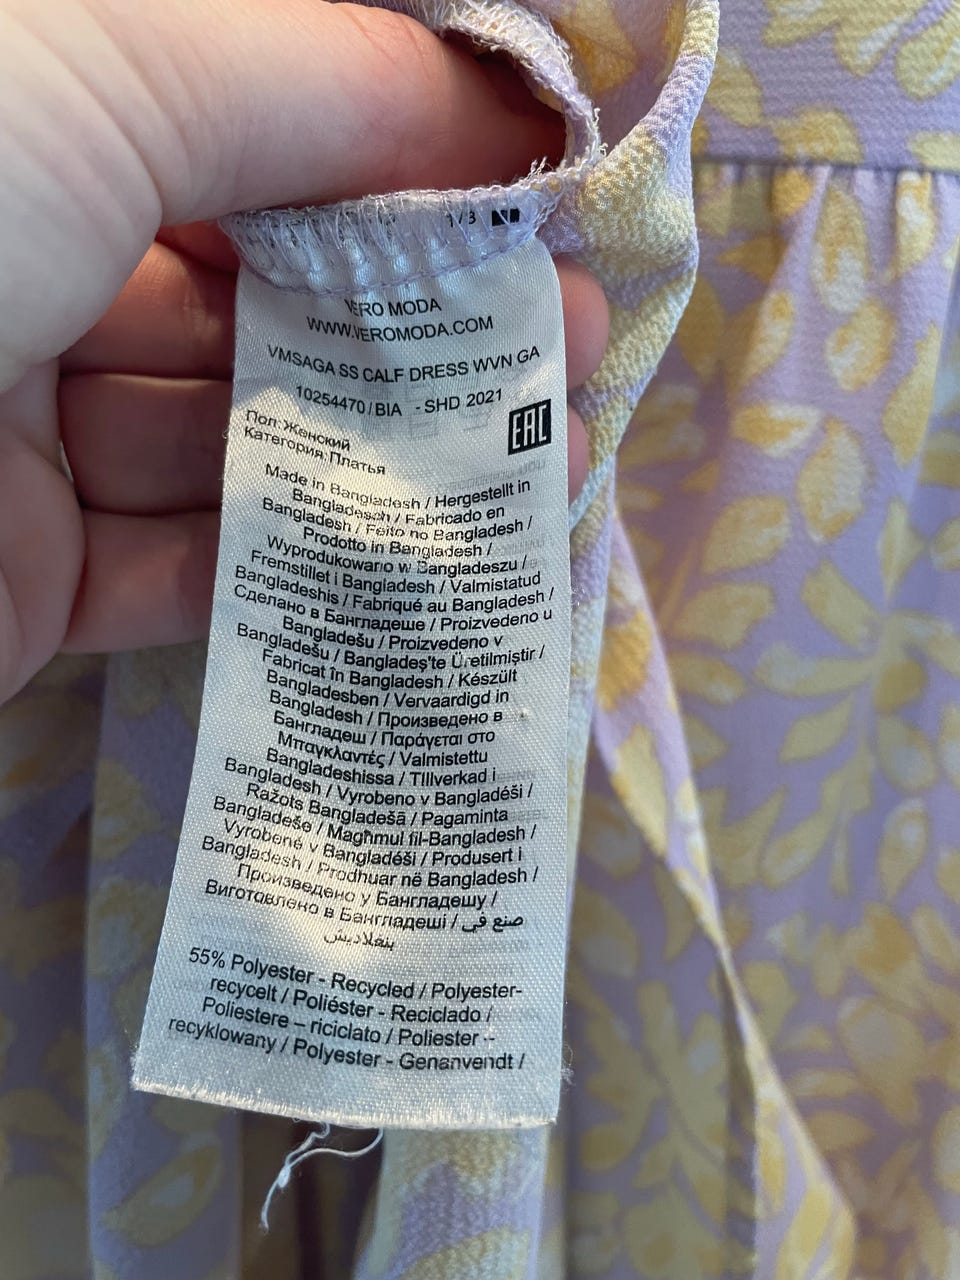 1/3
VERO MODA
WWW.VEROMODA.COM
VMSAGA SS CALF DRESS WVN GA
10254470/BIA - SHD 2021
EAC
Пол: Женский
Категория: Платья
Made in Bangladesh / Hergestellt in
Bangladesch / Fabricado en
Bangladesh / Feito no Bangladesh /
Prodotto in Bangladesh /
Wyprodukowano w Bangladeszu /
Fremstillet i Bangladesh / Valmistatud
Bangladeshis / Fabriqué au Bangladesh /
Сделано в Бангладеше / Proizvedeno u
Bangladešu / Proizvedeno v
Bangladešu / Bangladeş'te Üretilmiştir /
Fabricat în Bangladesh / Készült
Bangladesben / Vervaardigd in
Bangladesh / Произведено в
Бангладеш / Παράγεται στο
Μπαγκλαντές / Valmistettu
Bangladeshissa / TIllverkad i
Bangladesh / Vyrobeno v Bangladéši /
Ražots Bangladešā / Pagaminta
Bangladeše / Magħmul fil-Bangladesh /
Vyrobené v Bangladéši / Produsert i
Bangladesh / Prodhuar në Bangladesh /
Произведено у Бангладешу /
Виготовлено в Бангладеші / صنع في
بنغلاديش
55% Polyester - Recycled / Polyester-
recycelt / Poliéster - Reciclado /
Poliestere – riciclato / Poliester –
recyklowany / Polyester - Genanvendt /